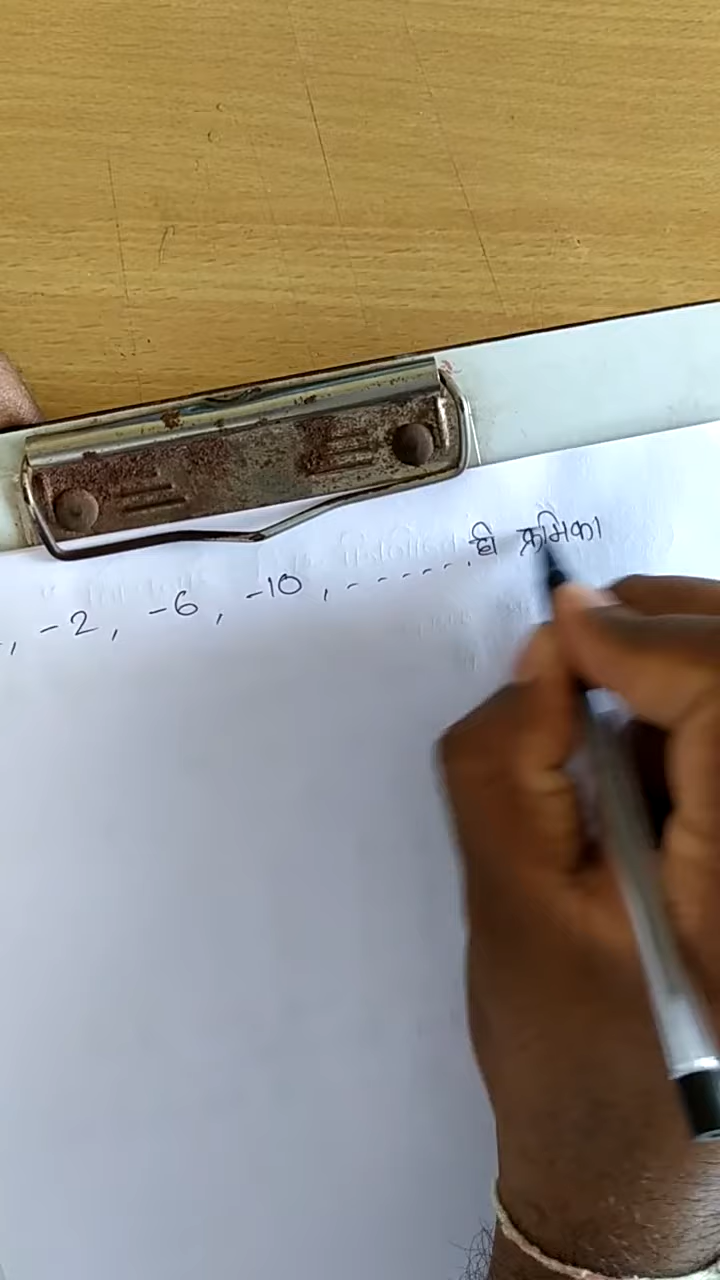 , -2, -6, -10, ------. ही क्रमिका